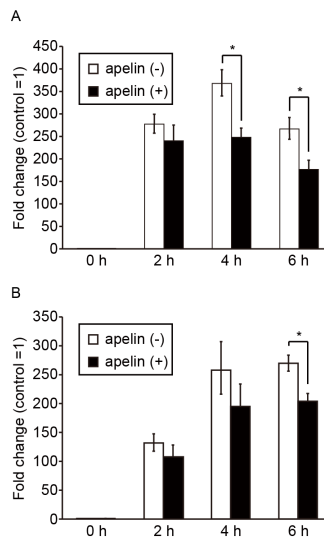 A
Fold change (control =1)
450
400
350
300
250
200
150
100
50
0
apelin (-)
apelin (+)
*
*
0 h 2 h 4 h 6 h
B
Fold change (control =1)
350
300
250
200
150
100
50
0
apelin (-)
apelin (+)
*
0 h 2 h 4 h 6 h